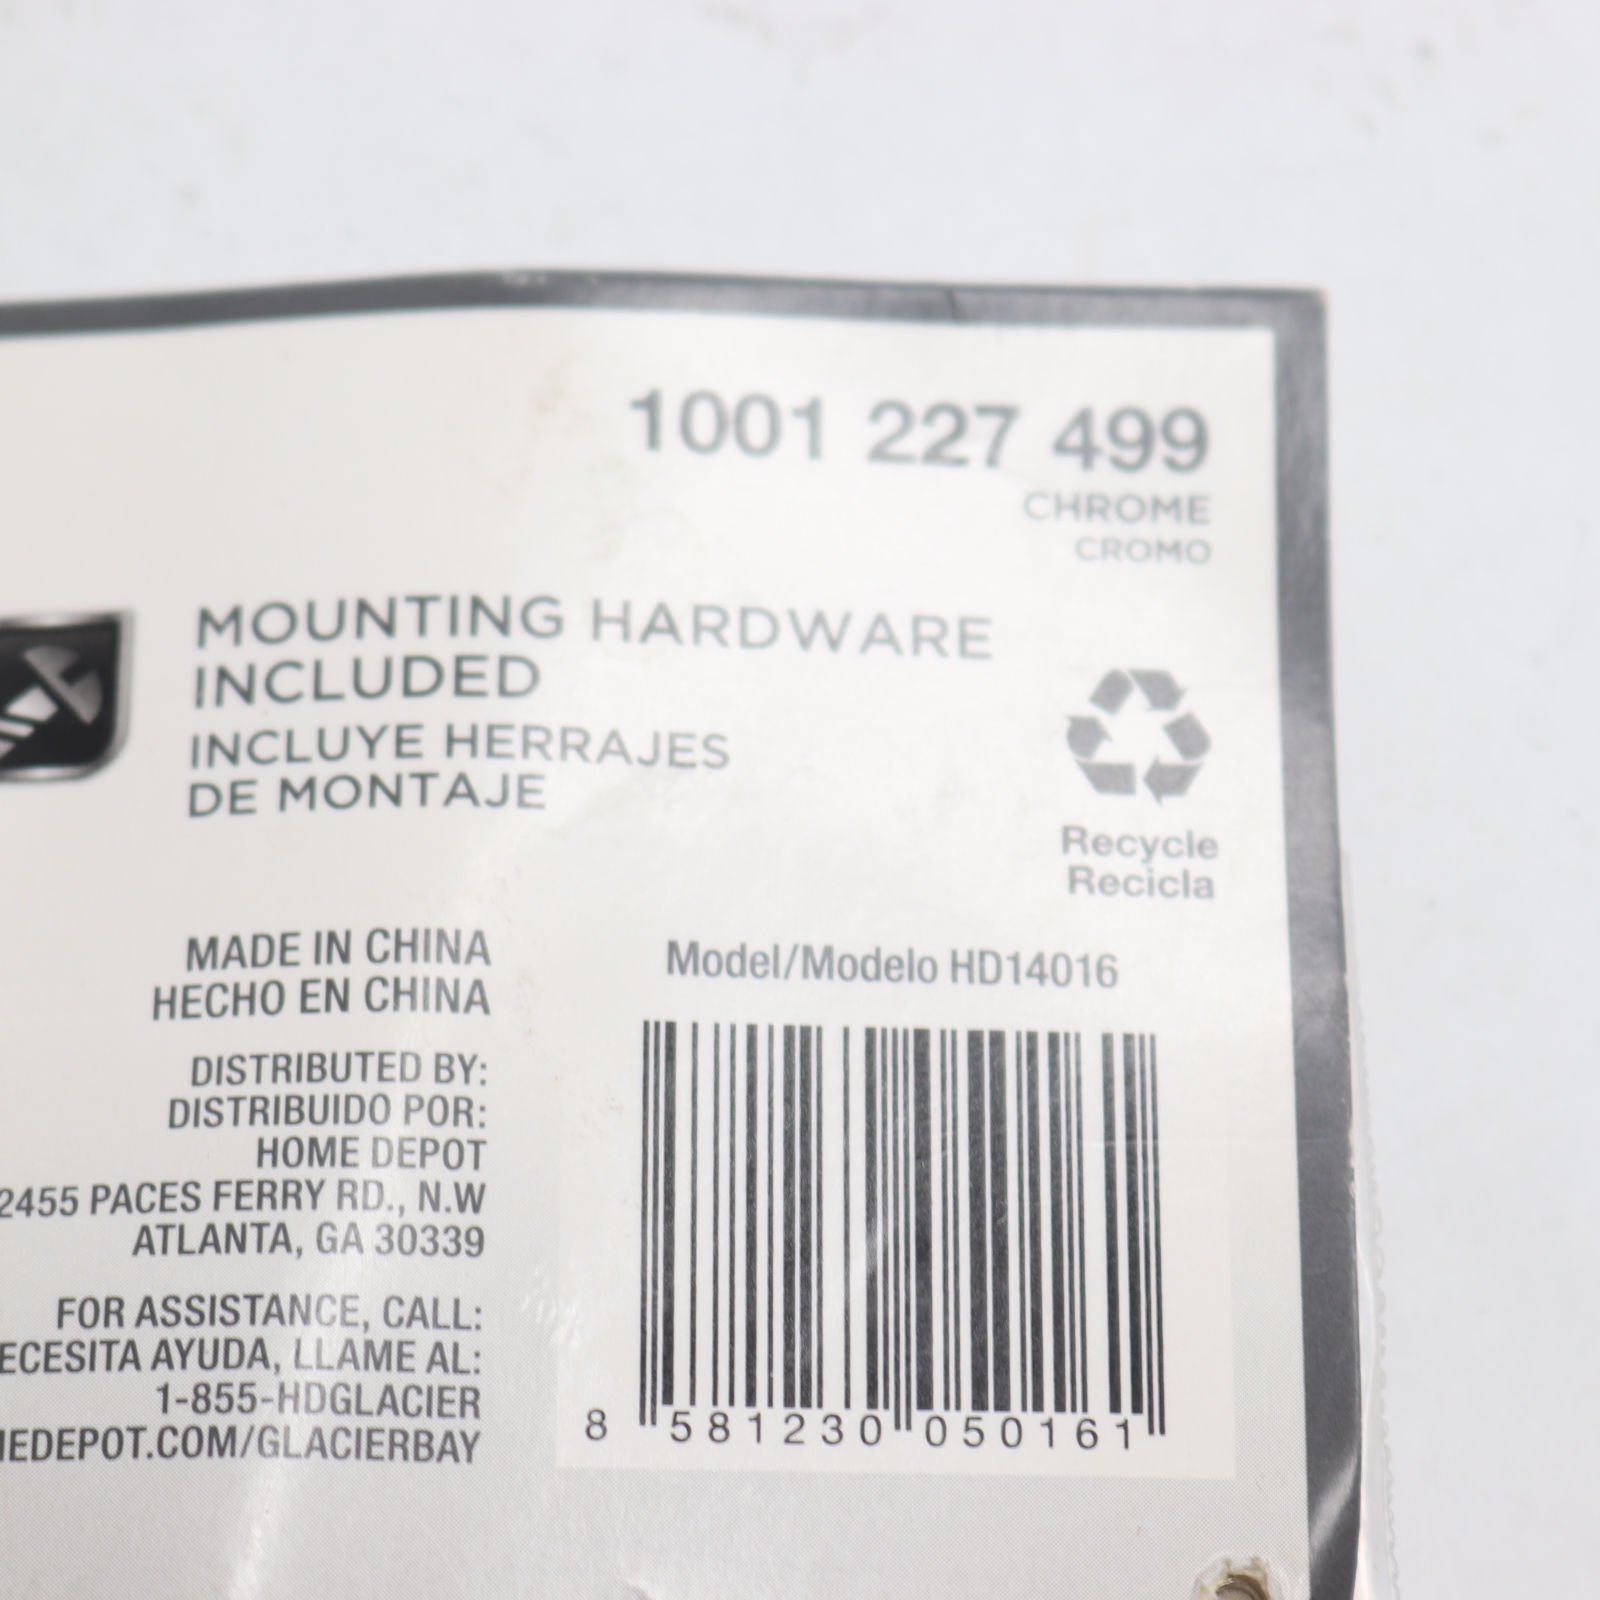 1001 227 499
CHROME
CROMO
MOUNTING HARDWARE
INCLUDED
INCLUYE HERRAJES
DE MONTAJE
Recycle
Recicla
MADE IN CHINA
HECHO EN CHINA
DISTRIBUTED BY:
DISTRIBUIDO POR:
HOME DEPOT
2455 PACES FERRY RD., N.W
ATLANTA, GA 30339
FOR ASSISTANCE, CALL:
ECESITA AYUDA, LLAME AL:
1-855-HDGLACIER
EDEPOT.COM/GLACIERBAY
Model/Modelo HD14016
8 581230 050161